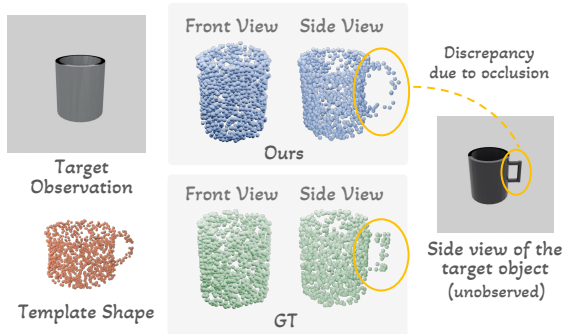 Front View
Side View
Discrepancy
due to occlusion
Ours
Target
Observation
Front View
Side View
Side view of the
target object
(unobserved)
Template Shape
GT